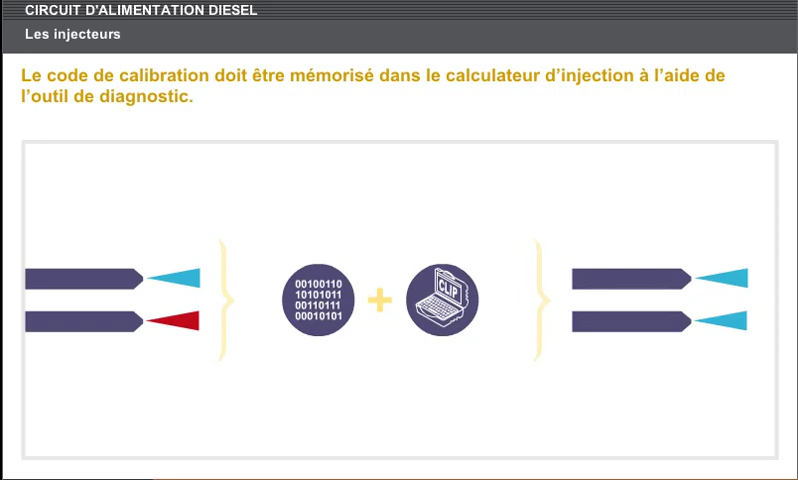 CIRCUIT D'ALIMENTATION DIESEL
Les injecteurs
Le code de calibration doit être mémorisé dans le calculateur d’injection à l’aide de
l’outil de diagnostic.
00100110
10101011
00110111
00010101
CLIP